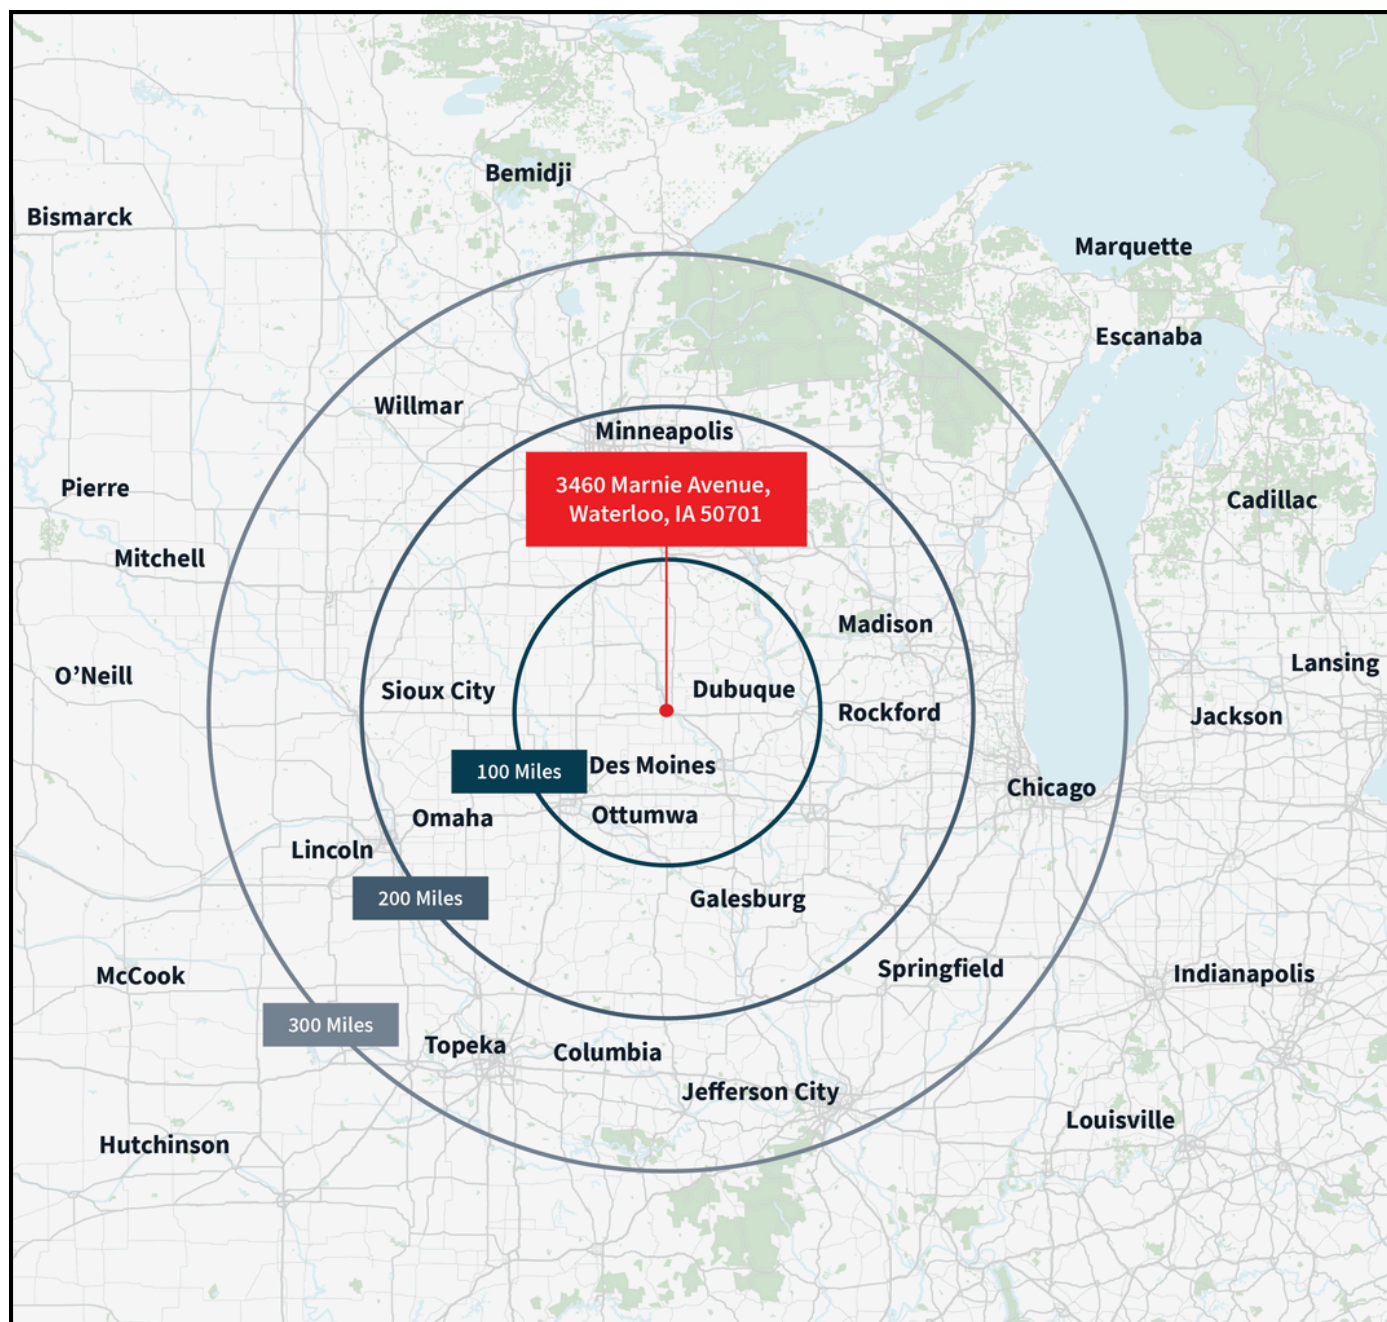 Bemidji
Bismarck
Marquette
Escanaba
Willmar
Minneapolis
3460 Marnie Avenue,
Waterloo, IA 50701
Pierre
Cadillac
Mitchell
Madison
Lansing
O’Neill
Sioux City
Dubuque
Rockford
Jackson
100 Miles
Des Moines
Chicago
Omaha
Ottumwa
Lincoln
200 Miles
Galesburg
Springfield
Indianapolis
McCook
300 Miles
Topeka
Columbia
Jefferson City
Louisville
Hutchinson